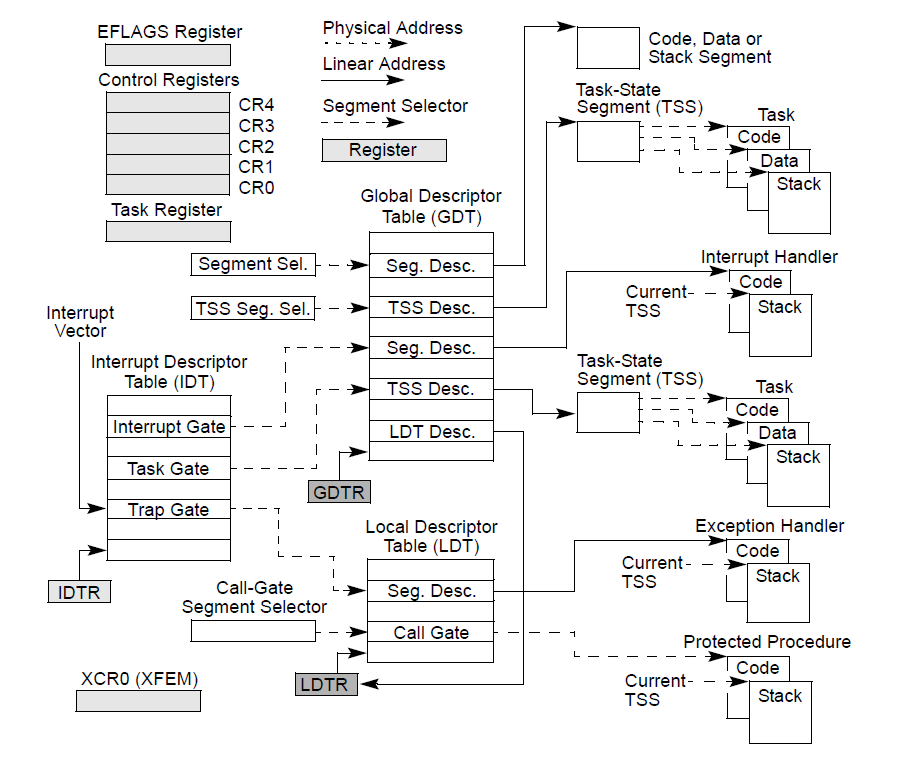 EFLAGS Register
Control Registers
CR4
CR3
CR2
CR1
CR0
Task Register
Physical Address
Linear Address
Segment Selector
Register
Code, Data or
Stack Segment
Task-State
Segment (TSS)
Task
Code
Data
Stack
Global Descriptor
Table (GDT)
Segment Sel.
Seg. Desc.
TSS Seg. Sel.
TSS Desc.
Seg. Desc.
TSS Desc.
LDT Desc.
GDTR
Interrupt Handler
Code
Current
TSS
Stack
Interrupt
Vector
Interrupt Descriptor
Table (IDT)
Interrupt Gate
Task Gate
Trap Gate
IDTR
Task-State
Segment (TSS)
Task
Code
Data
Stack
Local Descriptor
Table (LDT)
Seg. Desc.
Call Gate
LDTR
Call-Gate
Segment Selector
Exception Handler
Code
Current
TSS
Stack
Protected Procedure
Code
Current
TSS
Stack
XCR0 (XFEM)